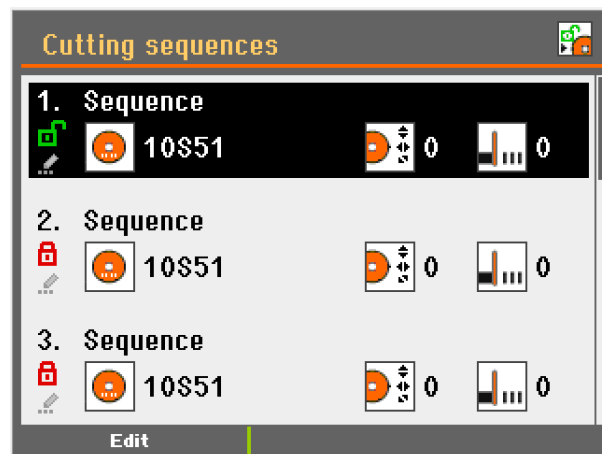 Cutting sequences
1. Sequence
10S51 0 0
2. Sequence
10S51 0 0
3. Sequence
10S51 0 0
Edit